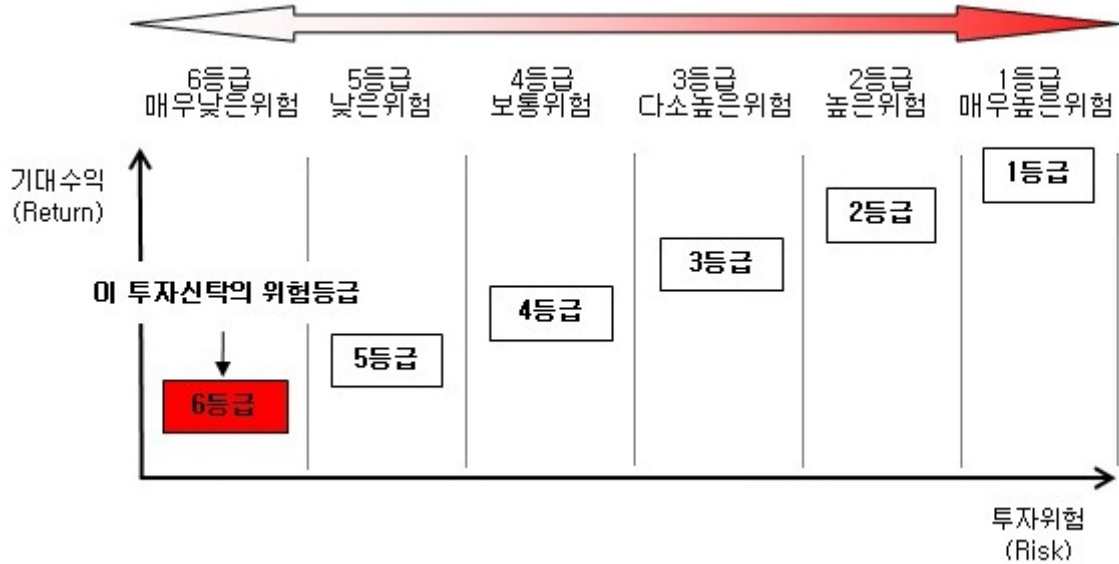 6등급 5등급 4등급 3등급 2등급 1등급
매우낮은위험 낮은위험 보통위험 다소높은위험 높은위험 매우높은위험
기대수익
(Return)
1등급
2등급
3등급
이 투자신탁의 위험등급
4등급
5등급
6등급
투자위험
(Risk)